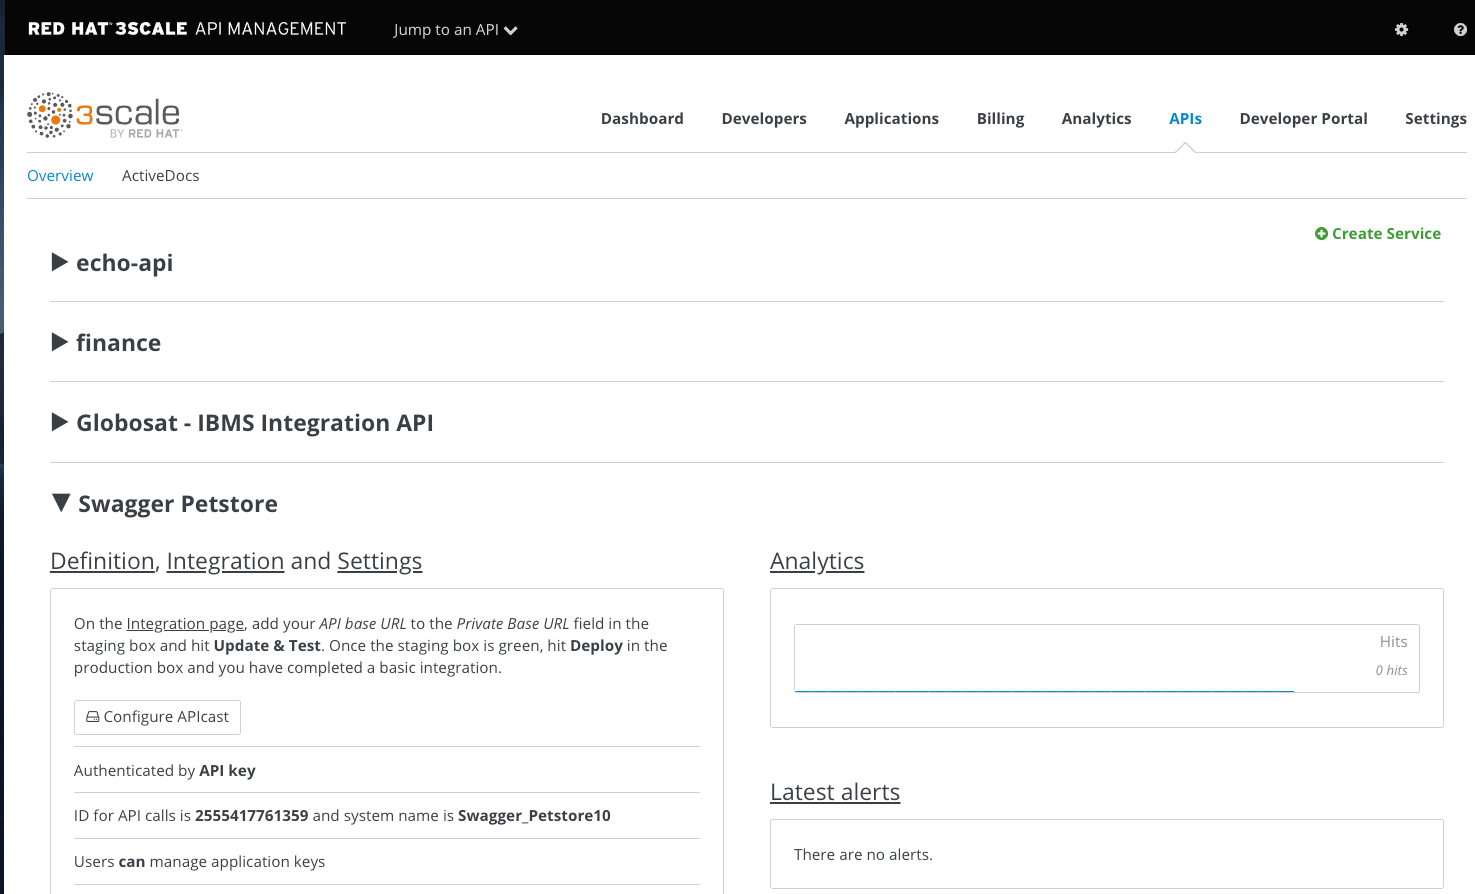 RED HAT 3SCALE API MANAGEMENT Jump to an API
3scale
BY RED HAT
Dashboard Developers Applications Billing Analytics APIs Developer Portal Settings
Overview ActiveDocs
Create Service
echo-api
finance
Globosat - IBMS Integration API
Swagger Petstore
Definition, Integration and Settings
On the Integration page, add your API base URL to the Private Base URL field in the
staging box and hit Update & Test. Once the staging box is green, hit Deploy in the
production box and you have completed a basic integration.
Configure APIcast
Authenticated by API key
ID for API calls is 2555417761359 and system name is Swagger_Petstore10
Users can manage application keys
Analytics
Hits
0 hits
Latest alerts
There are no alerts.